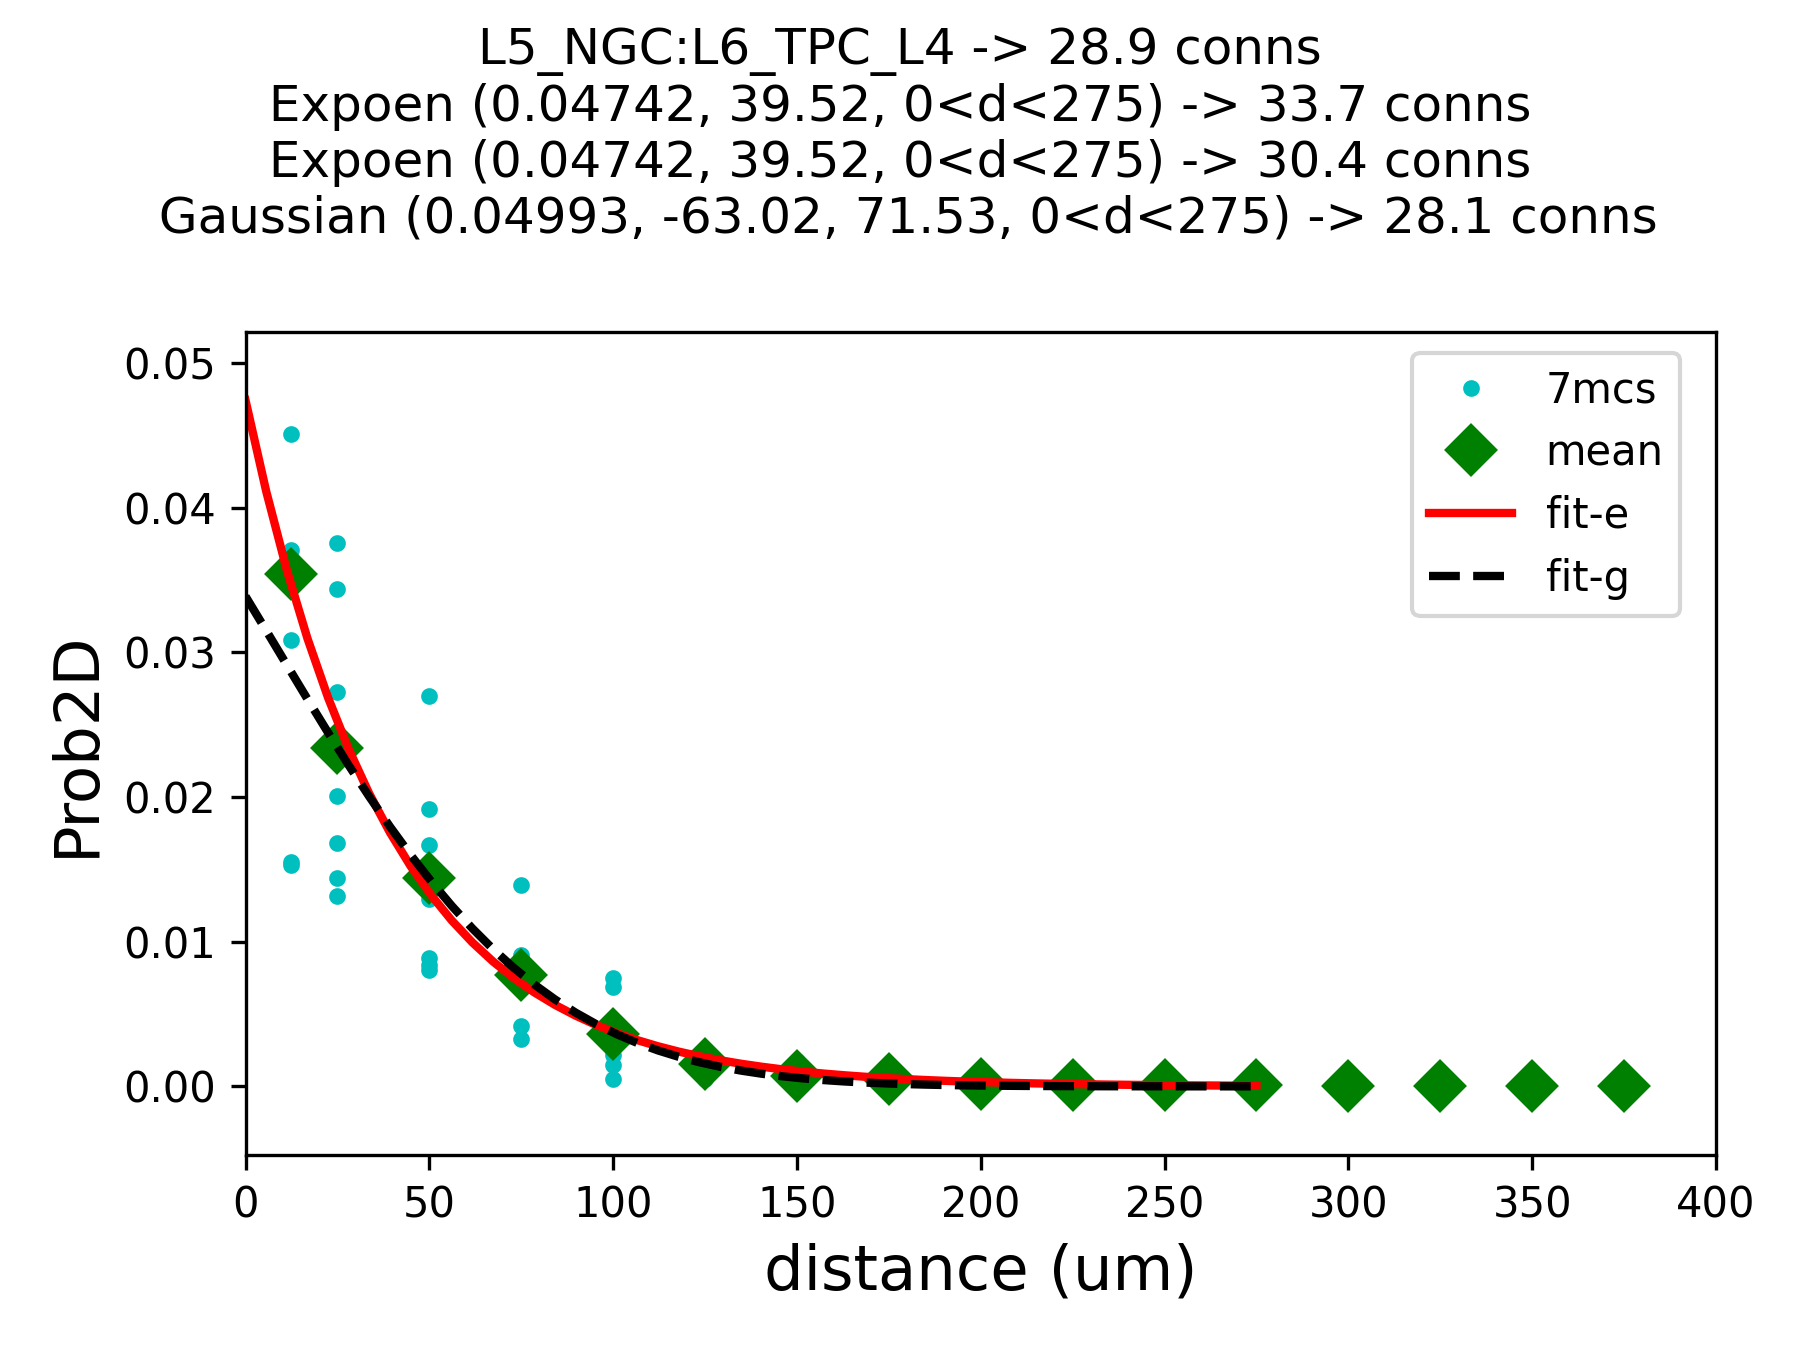 L5_NGC:L6_TPC_L4 -> 28.9 conns
Expoen (0.04742, 39.52, 0<d<275) -> 33.7 conns
Expoen (0.04742, 39.52, 0<d<275) -> 30.4 conns
Gaussian (0.04993, -63.02, 71.53, 0<d<275) -> 28.1 conns
7mcs
mean
fit-e
fit-g
Prob2D
0.05
0.04
0.03
0.02
0.01
0.00
0 50 100 150 200 250 300 350 400
distance (um)